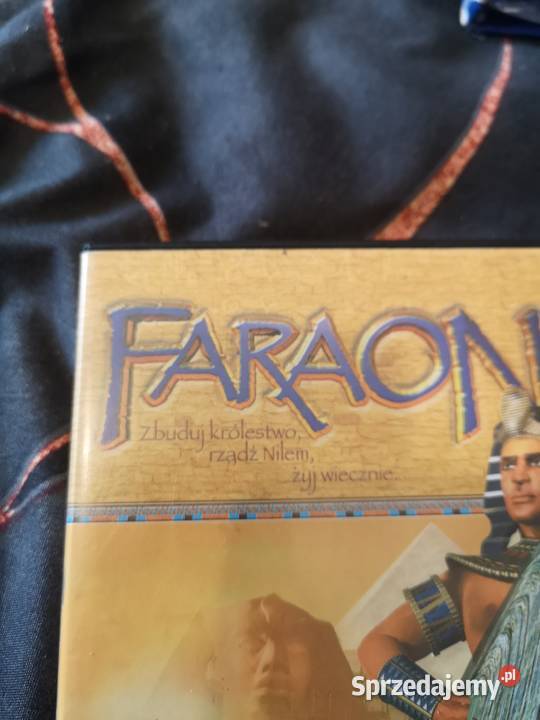 FARAON
Zbuduj królestwo,
rządź Nilem,
żyj wiecznie...
Sprzedajemy.pl